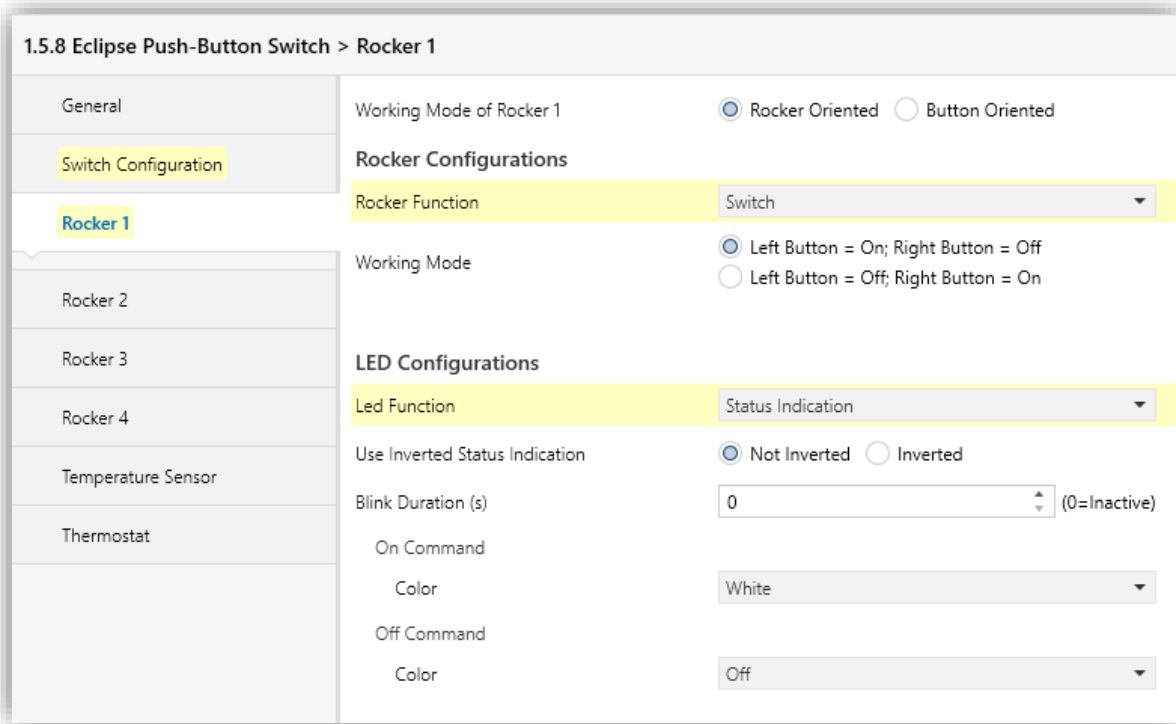 1.5.8 Eclipse Push-Button Switch > Rocker 1
General
Switch Configuration
Rocker 1
Rocker 2
Rocker 3
Rocker 4
Temperature Sensor
Thermostat
Working Mode of Rocker 1 Rocker Oriented Button Oriented
Rocker Configurations
Rocker Function Switch
Working Mode Left Button = On; Right Button = Off
Left Button = Off; Right Button = On
LED Configurations
Led Function Status Indication
Use Inverted Status Indication Not Inverted Inverted
Blink Duration (s) 0 (0=Inactive)
On Command
Color White
Off Command
Color Off